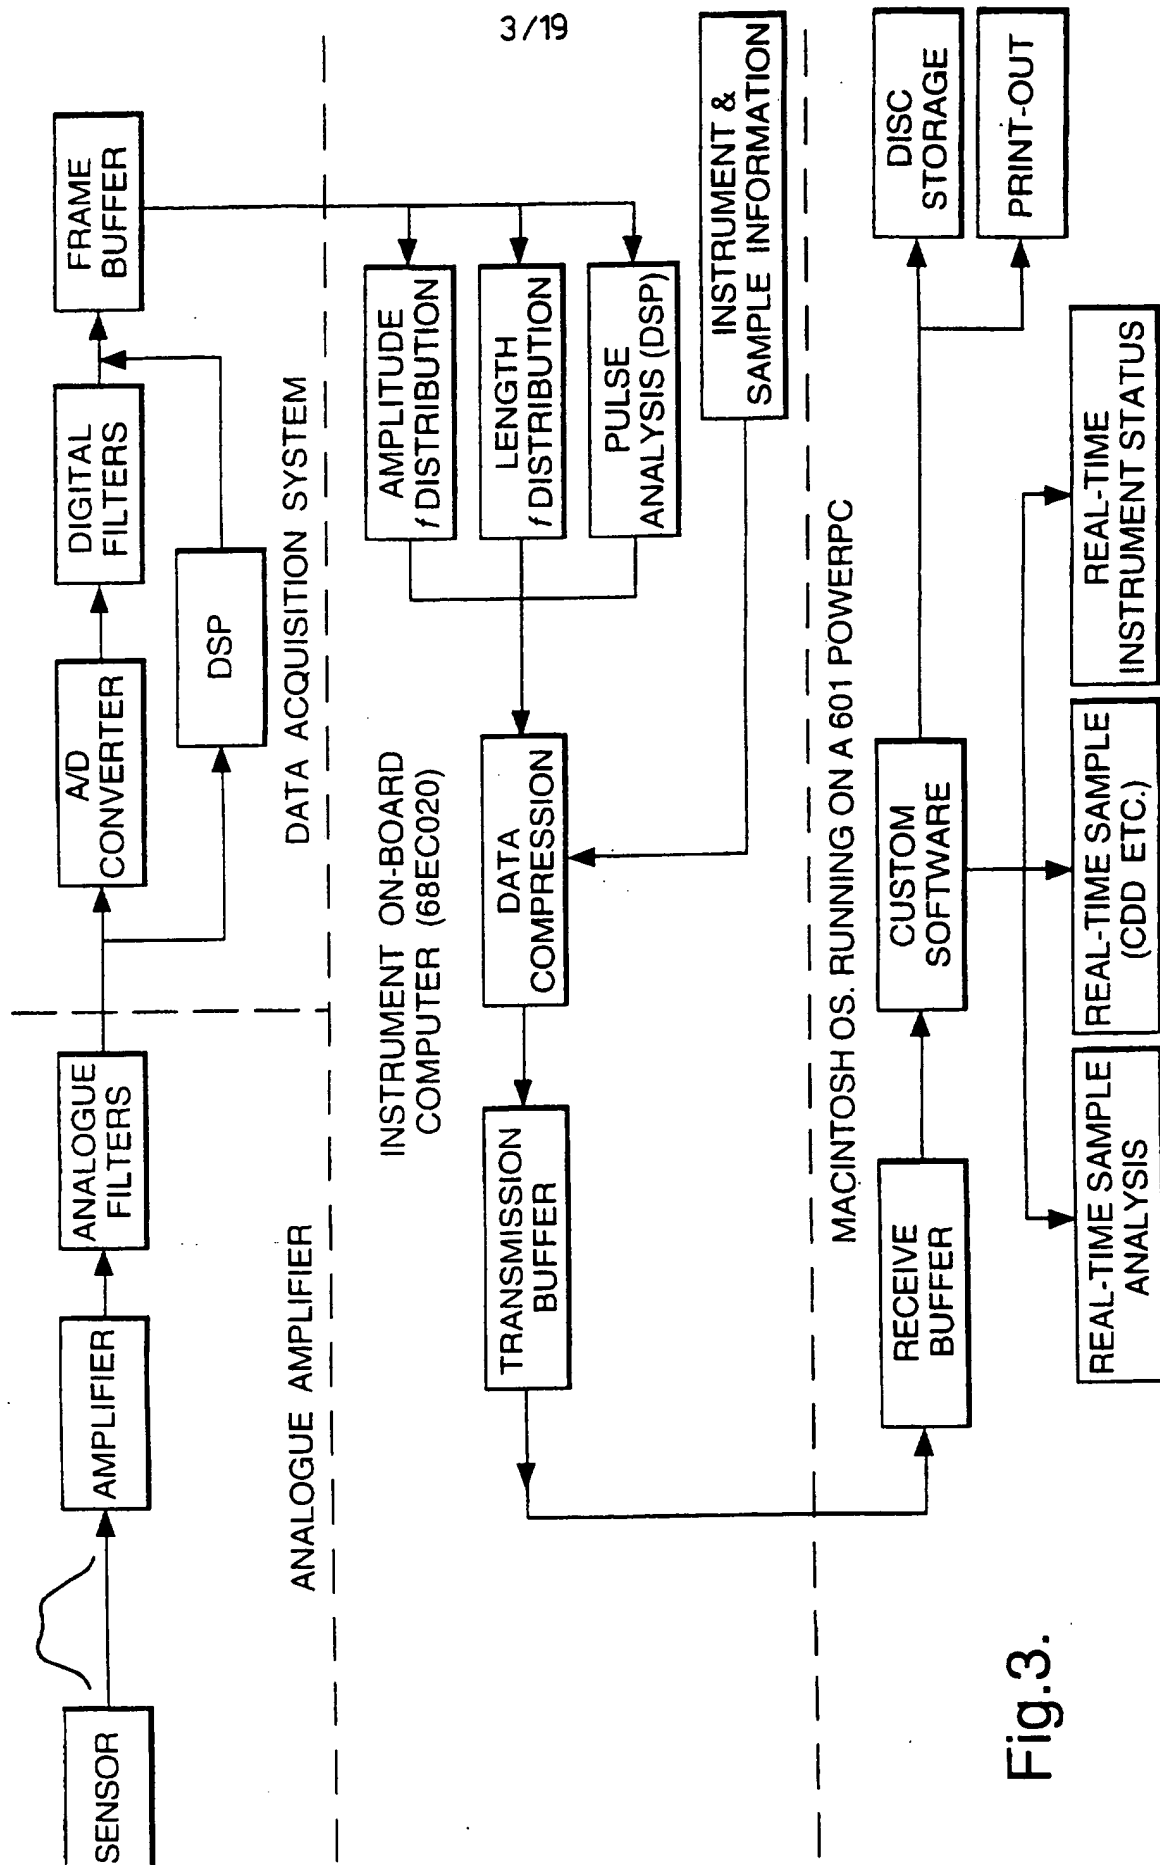 3/19
SENSOR
AMPLIFIER
ANALOGUE
FILTERS
A/D
CONVERTER
DIGITAL
FILTERS
FRAME
BUFFER
DSP
ANALOGUE AMPLIFIER
DATA ACQUISITION SYSTEM
INSTRUMENT ON-BOARD
COMPUTER (68EC020)
AMPLITUDE
f DISTRIBUTION
LENGTH
f DISTRIBUTION
PULSE
ANALYSIS (DSP)
INSTRUMENT &
SAMPLE INFORMATION
DATA
COMPRESSION
TRANSMISSION
BUFFER
MACINTOSH OS. RUNNING ON A 601 POWERPC
RECEIVE
BUFFER
CUSTOM
SOFTWARE
DISC
STORAGE
PRINT-OUT
REAL-TIME SAMPLE
ANALYSIS
REAL-TIME SAMPLE
(CDD ETC.)
REAL-TIME
INSTRUMENT STATUS
Fig.3.